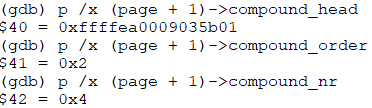 (gdb) p /x (page + 1)->compound_head
$40 = 0xffffea0009035b01
(gdb) p /x (page + 1)->compound_order
$41 = 0x2
(gdb) p /x (page + 1)->compound_nr
$42 = 0x4